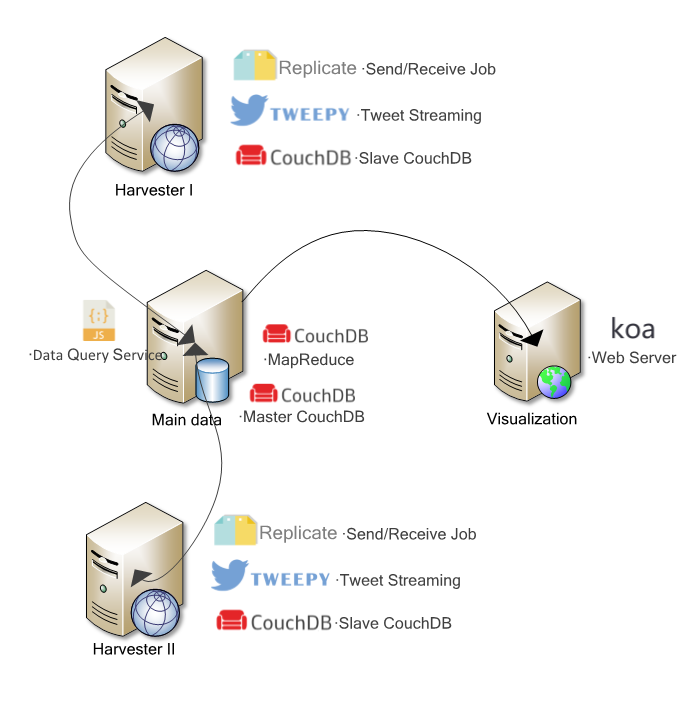 Replicate ·Send/Receive Job
TWEEPY ·Tweet Streaming
CouchDB ·Slave CouchDB
Harvester I
{;}
JS
·Data Query Service
CouchDB
·MapReduce
CouchDB
·Master CouchDB
Main data
koa
·Web Server
Visualization
Replicate ·Send/Receive Job
TWEEPY ·Tweet Streaming
CouchDB ·Slave CouchDB
Harvester II